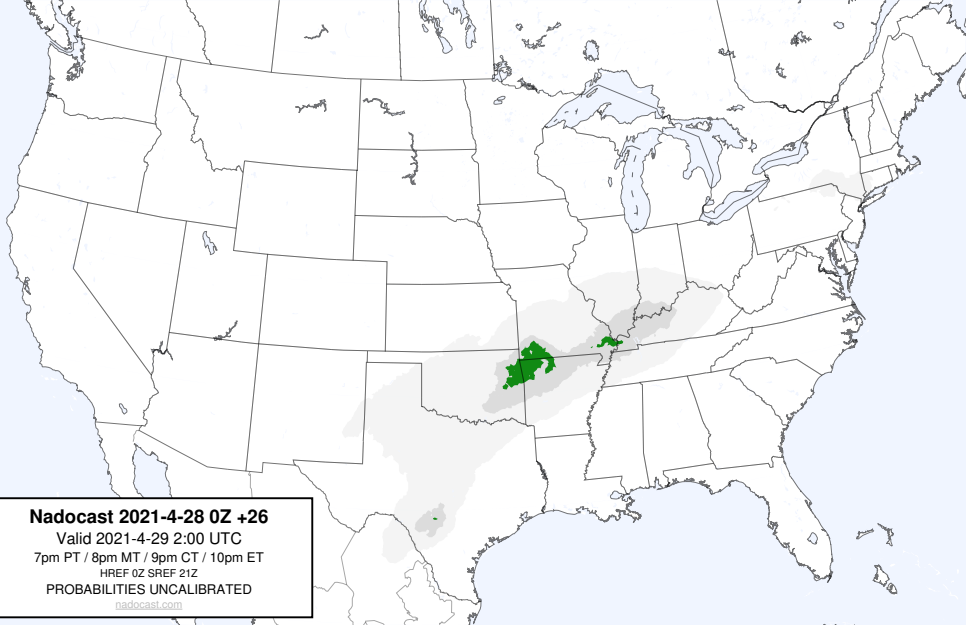 Nadocast 2021-4-28 0Z +26
Valid 2021-4-29 2:00 UTC
7pm PT / 8pm MT / 9pm CT / 10pm ET
HREF 0Z SREF 21Z
PROBABILITIES UNCALIBRATED
nadocast.com